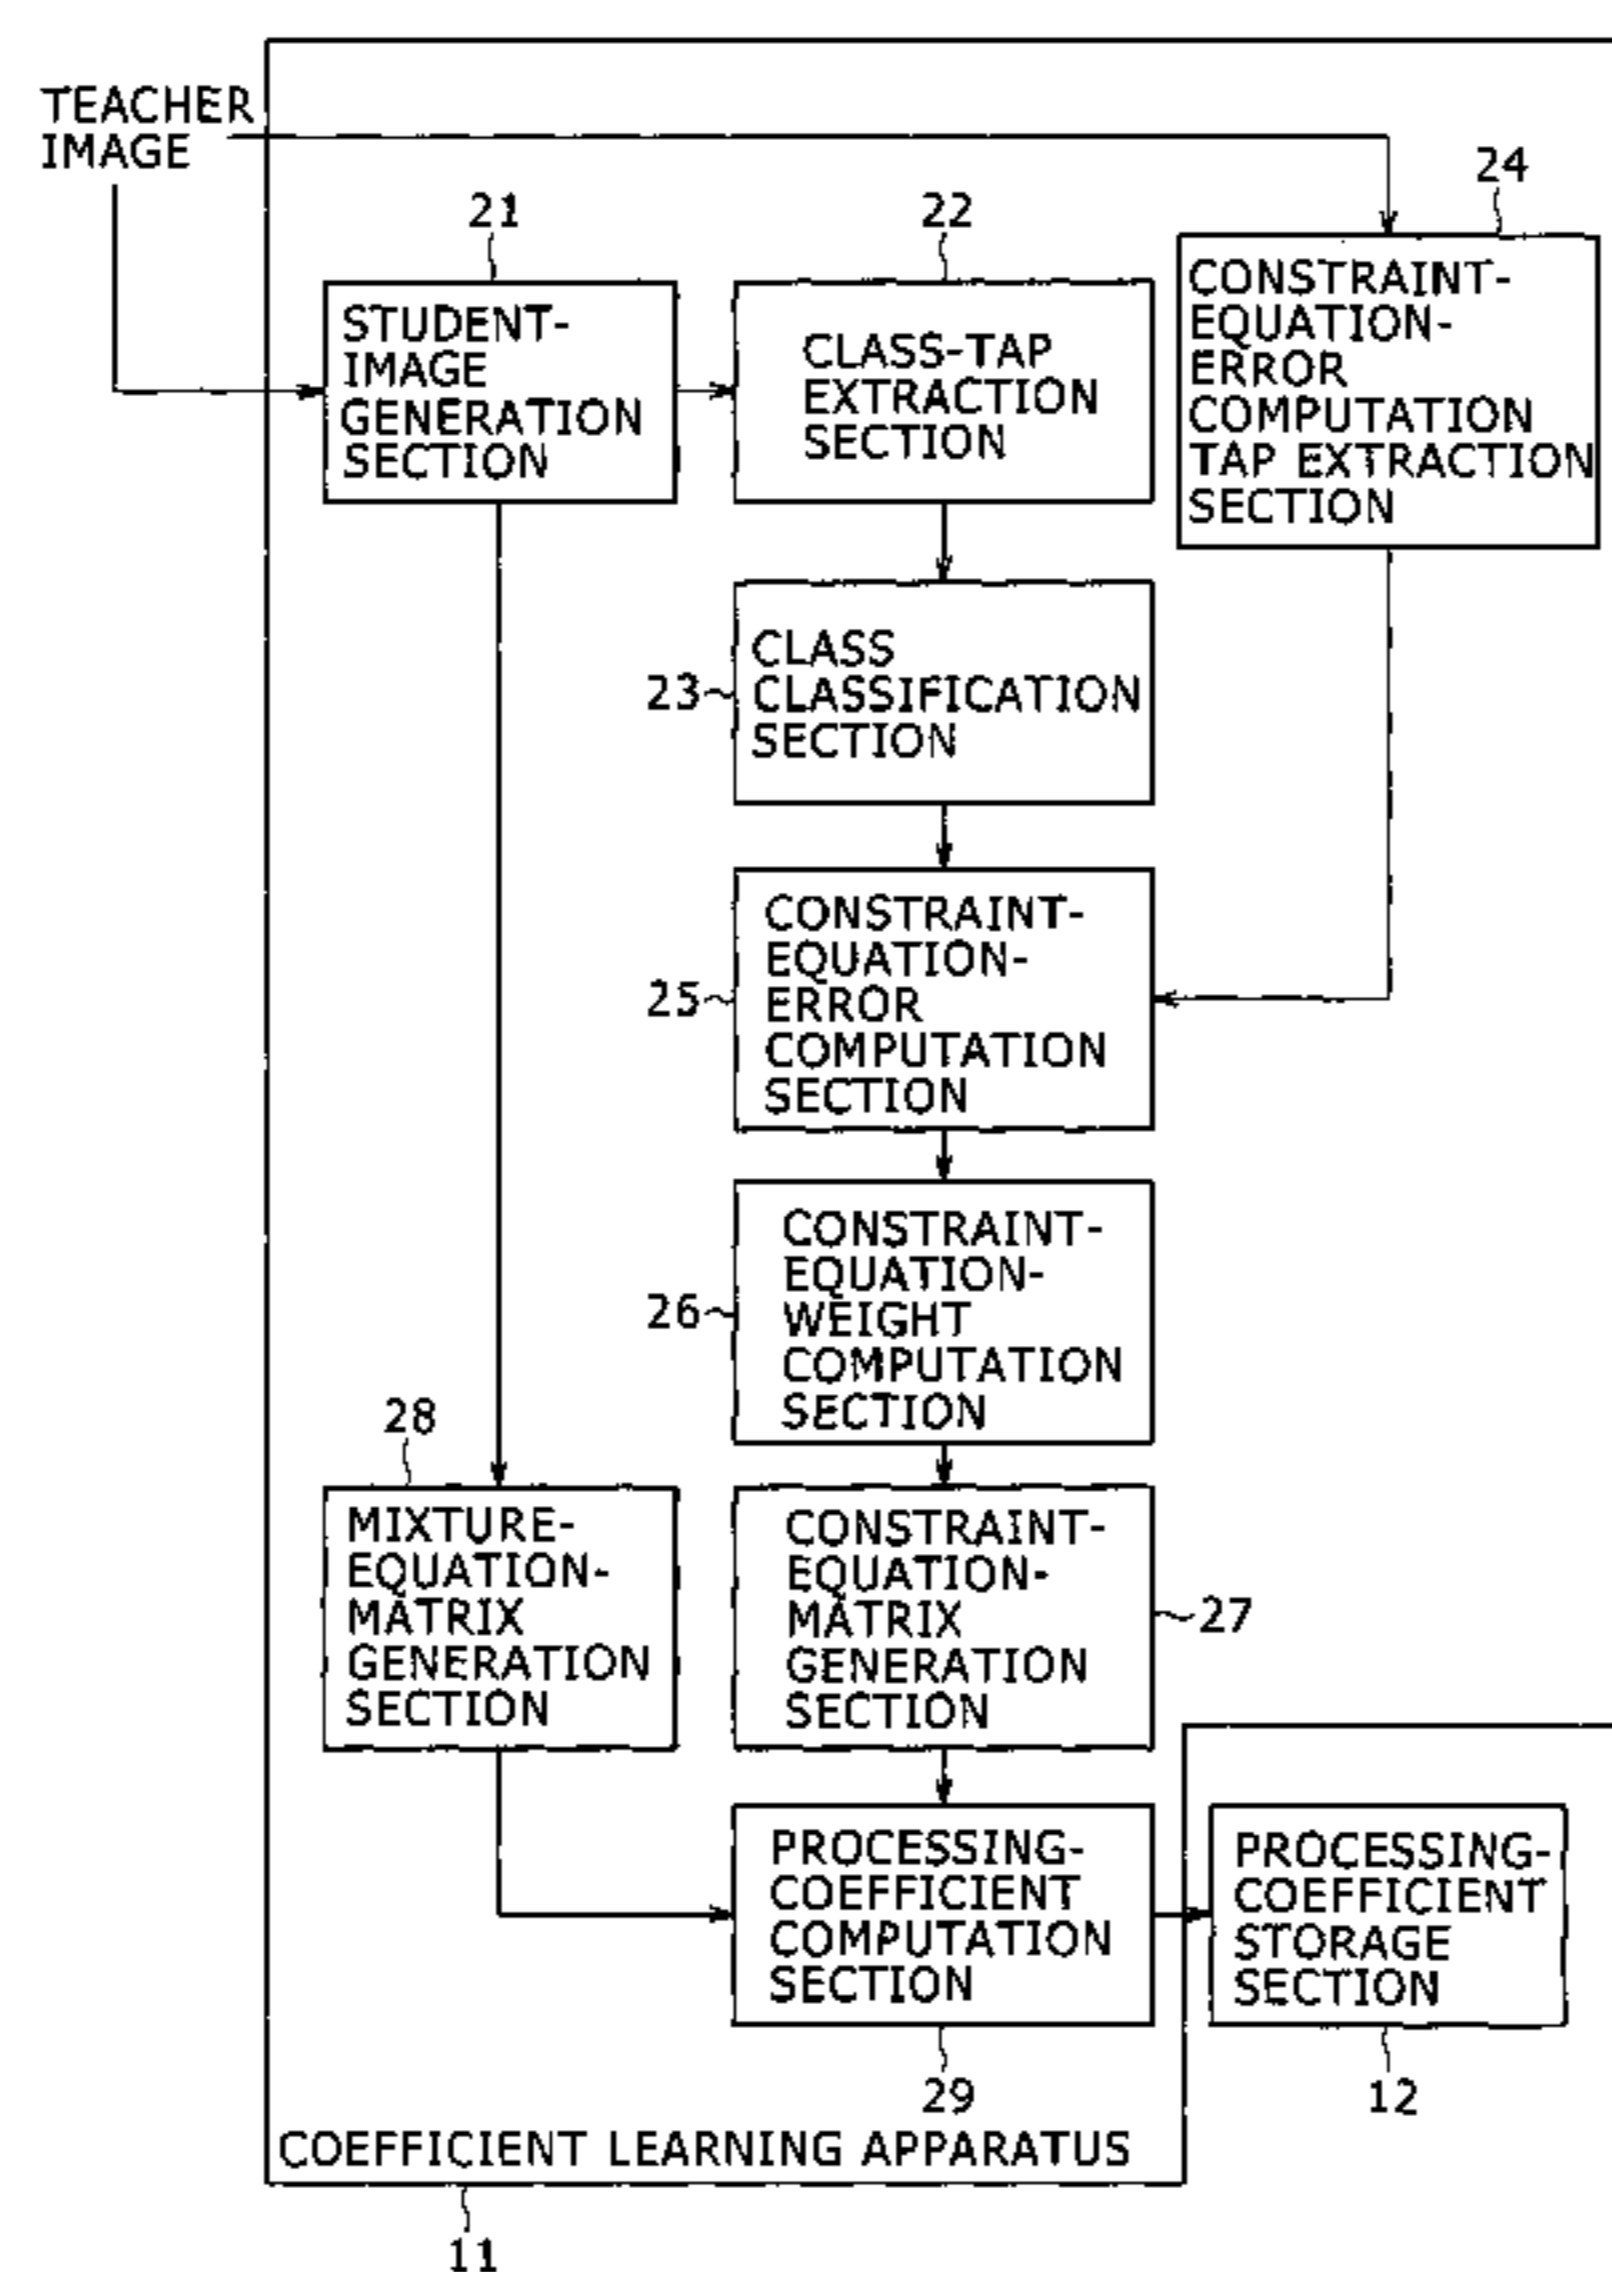 TEACHER
IMAGE
24
21
22
STUDENT-
IMAGE
GENERATION
SECTION
CLASS-TAP
EXTRACTION
SECTION
CONSTRAINT-
EQUATION-
ERROR
COMPUTATION
TAP EXTRACTION
SECTION
23
CLASS
CLASSIFICATION
SECTION
25
CONSTRAINT-
EQUATION-
ERROR
COMPUTATION
SECTION
26
CONSTRAINT-
EQUATION-
WEIGHT
COMPUTATION
SECTION
28
MIXTURE-
EQUATION-
MATRIX
GENERATION
SECTION
CONSTRAINT-
EQUATION-
MATRIX
GENERATION
SECTION
27
PROCESSING-
COEFFICIENT
COMPUTATION
SECTION
PROCESSING-
COEFFICIENT
STORAGE
SECTION
29
12
COEFFICIENT LEARNING APPARATUS
11